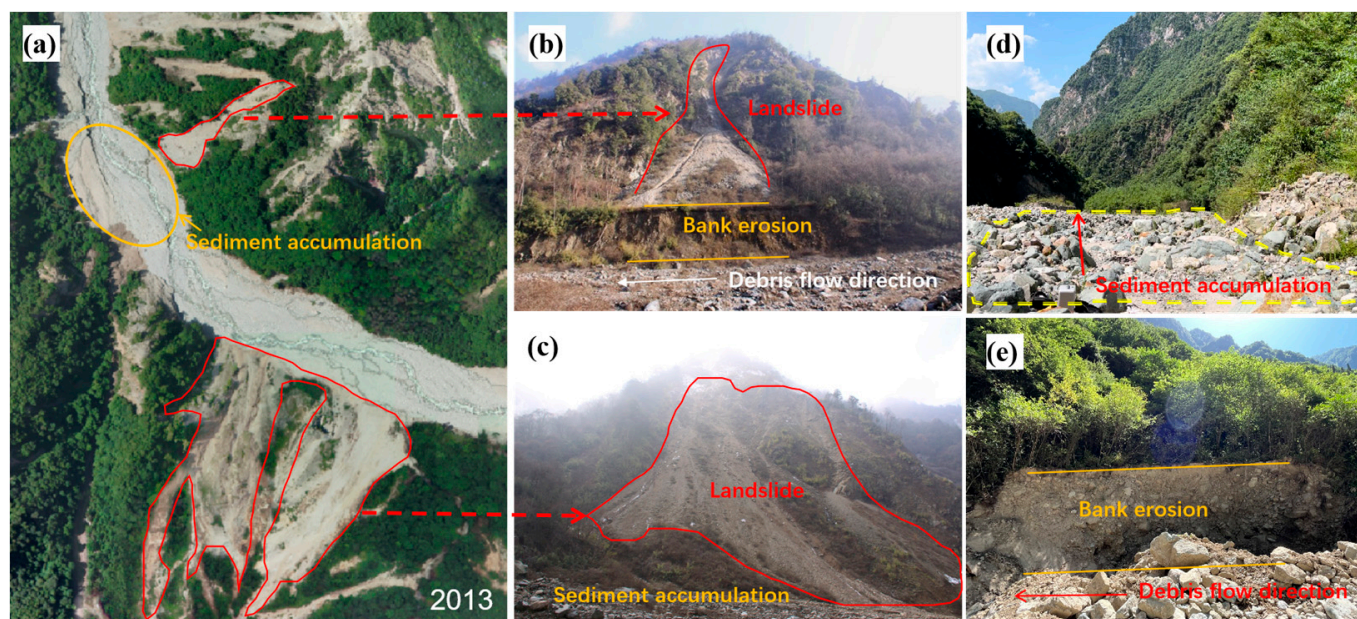 (a)
Sediment accumulation
2013
(b)
Landslide
Bank erosion
Debris flow direction
(c)
Landslide
Sediment accumulation
(d)
Sediment accumulation
(e)
Bank erosion
Debris flow direction